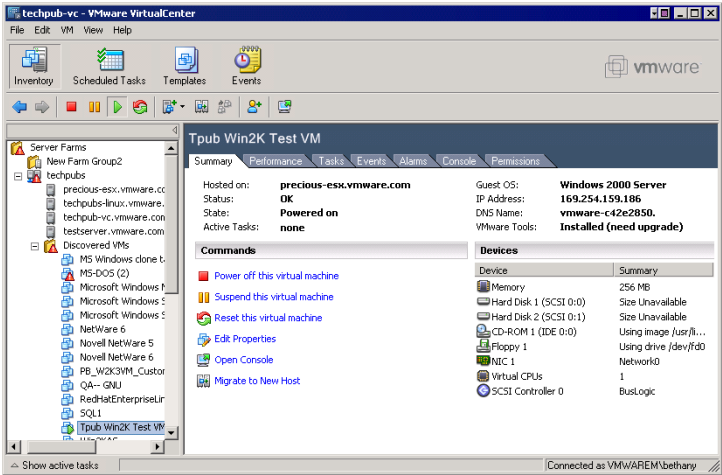 techpub-vc - VMware VirtualCenter
File Edit VM View Help
Inventory Scheduled Tasks Templates Events
vmware
Server Farms
New Farm Group2
techpubs
precious-esx.vmware.cc
techpubs-linux.vmware.
techpub-vc.vmware.con
testserver.vmware.com
Discovered VMs
MS Windows clone t
MS-DOS (2)
Microsoft Windows
Microsoft Windows
Microsoft Windows
NetWare 6
Novell NetWare 5
Novell NetWare 6
PB_W2K3VM_Custor
QA-- GNU
RedHatEnterpriseLir
SQL1
Tpub Win2K Test VM
Tpub Win2K Test VM
Summary Performance Tasks Events Alarms Console Permissions
Hosted on: precious-esx.vmware.com Guest OS: Windows 2000 Server
Status: OK IP Address: 169.254.159.186
State: Powered on DNS Name: vmware-c42e2850.
Active Tasks: none VMware Tools: Installed (need upgrade)
Commands
Power off this virtual machine
Suspend this virtual machine
Reset this virtual machine
Edit Properties
Open Console
Migrate to New Host
Devices
Device Summary
Memory 256 MB
Hard Disk 1 (SCSI 0:0) Size Unavailable
Hard Disk 2 (SCSI 0:1) Size Unavailable
CD-ROM 1 (IDE 0:0) Using image /usr/li...
Floppy 1 Using drive /dev/fd0
NIC 1 Network0
Virtual CPUs 1
SCSI Controller 0 BusLogic
Show active tasks Connected as VMWAREM\bethany